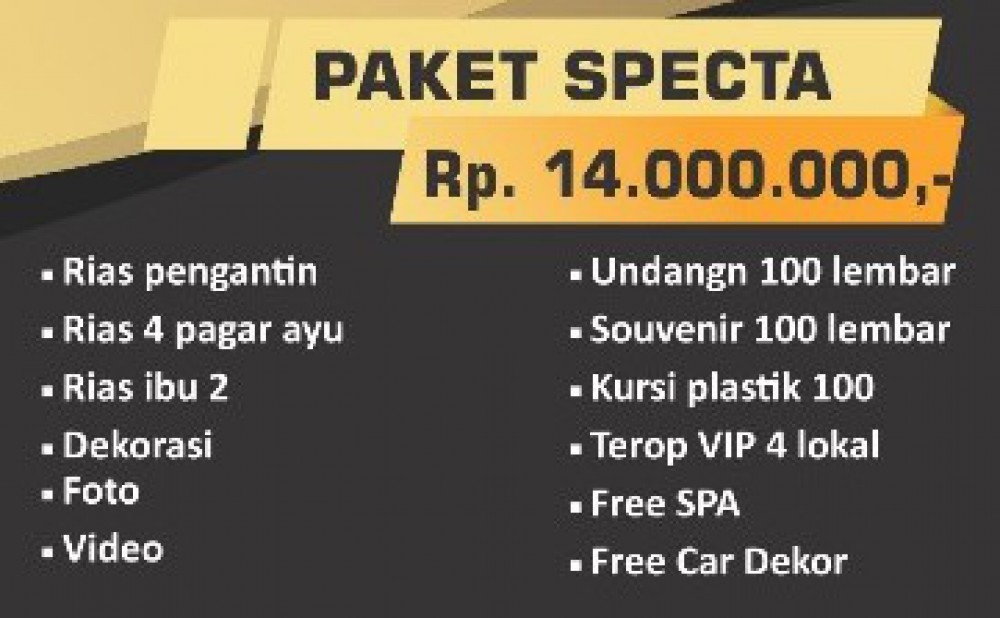 PAKET SPECTA
Rp. 14.000.000,-
▪ Rias pengantin
▪ Rias 4 pagar ayu
▪ Rias ibu 2
▪ Dekorasi
▪ Foto
▪ Video
▪ Undangn 100 lembar
▪ Souvenir 100 lembar
▪ Kursi plastik 100
▪ Terop VIP 4 lokal
▪ Free SPA
▪ Free Car Dekor